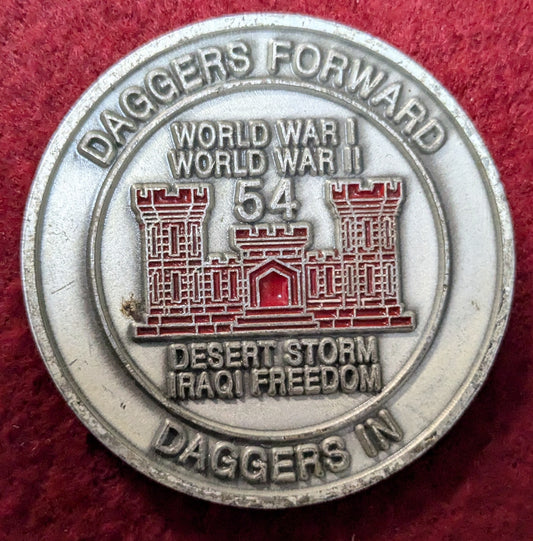 DAGGERS FORWARD
WORLD WAR I
WORLD WAR II
54
DESERT STORM
IRAQI FREEDOM
DAGGERS IN